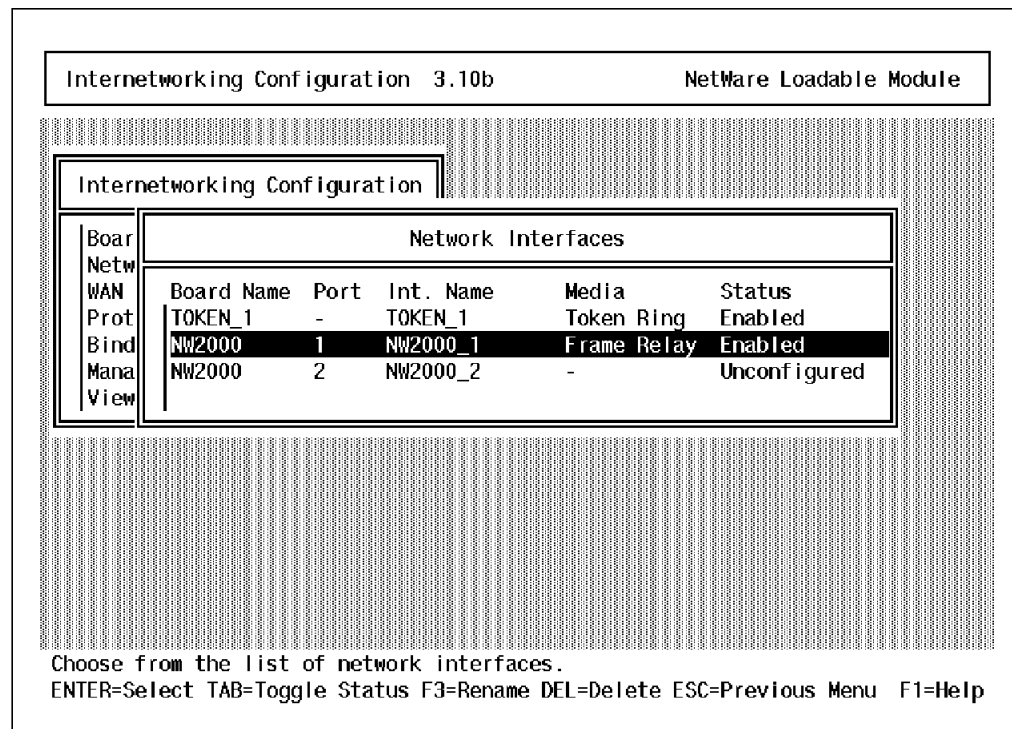 Internetworking Configuration 3.10b NetWare Loadable Module
Internetworking Configuration
Boar
Netw
WAN
Prot
Bind
Mana
View
Network Interfaces
Board Name Port Int. Name Media Status
TOKEN_1 - TOKEN_1 Token Ring Enabled
NW2000 1 NW2000_1 Frame Relay Enabled
NW2000 2 NW2000_2 - Unconfigured
Choose from the list of network interfaces.
ENTER=Select TAB=Toggle Status F3=Rename DEL=Delete ESC=Previous Menu F1=Help